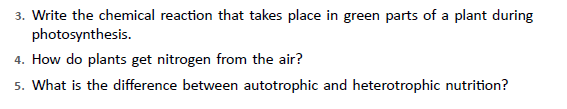 3. Write the chemical reaction that takes place in green parts of a plant during
photosynthesis.
4. How do plants get nitrogen from the air?
5. What is the difference between autotrophic and heterotrophic nutrition?